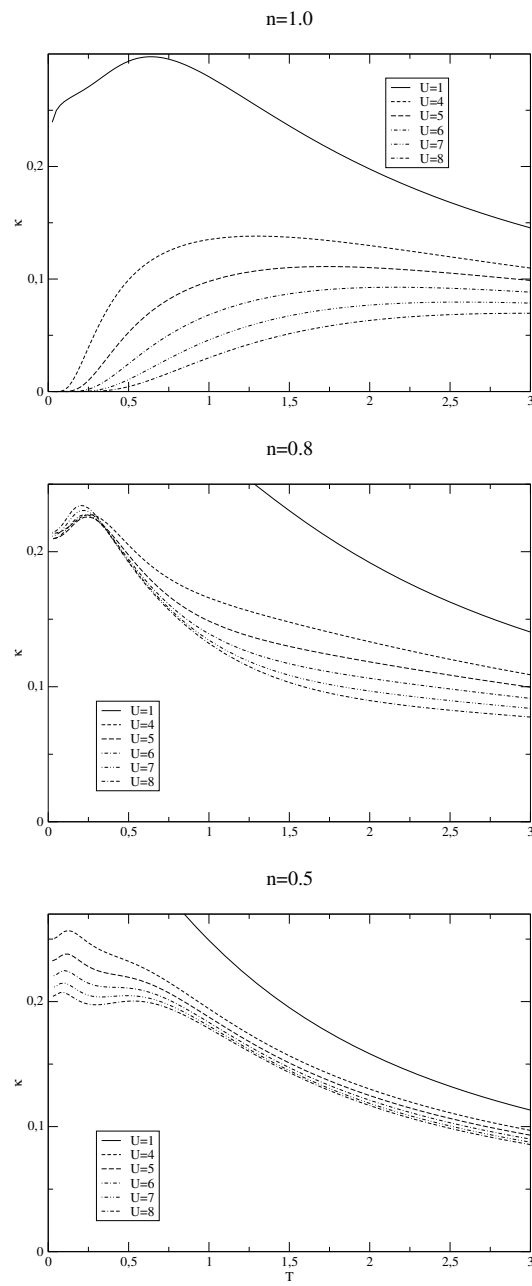 n=1.0
U=1
U=4
U=5
U=6
U=7
U=8
0,2
κ
0,1
0
0 0,5 1 1,5 2 2,5 3
n=0.8
0,2
κ
0,1
U=1
U=4
U=5
U=6
U=7
U=8
0
0 0,5 1 1,5 2 2,5 3
n=0.5
0,2
κ
0,1
U=1
U=4
U=5
U=6
U=7
U=8
0
0 0,5 1 1,5 2 2,5 3
T